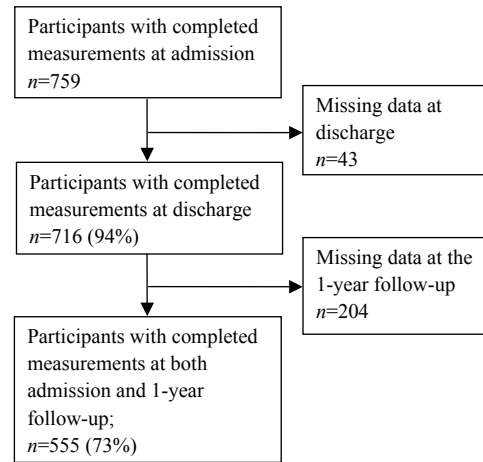 Participants with completed
measurements at admission
n=759
Missing data at
discharge
n=43
Participants with completed
measurements at discharge
n=716 (94%)
Missing data at the
1-year follow-up
n=204
Participants with completed
measurements at both
admission and 1-year
follow-up;
n=555 (73%)